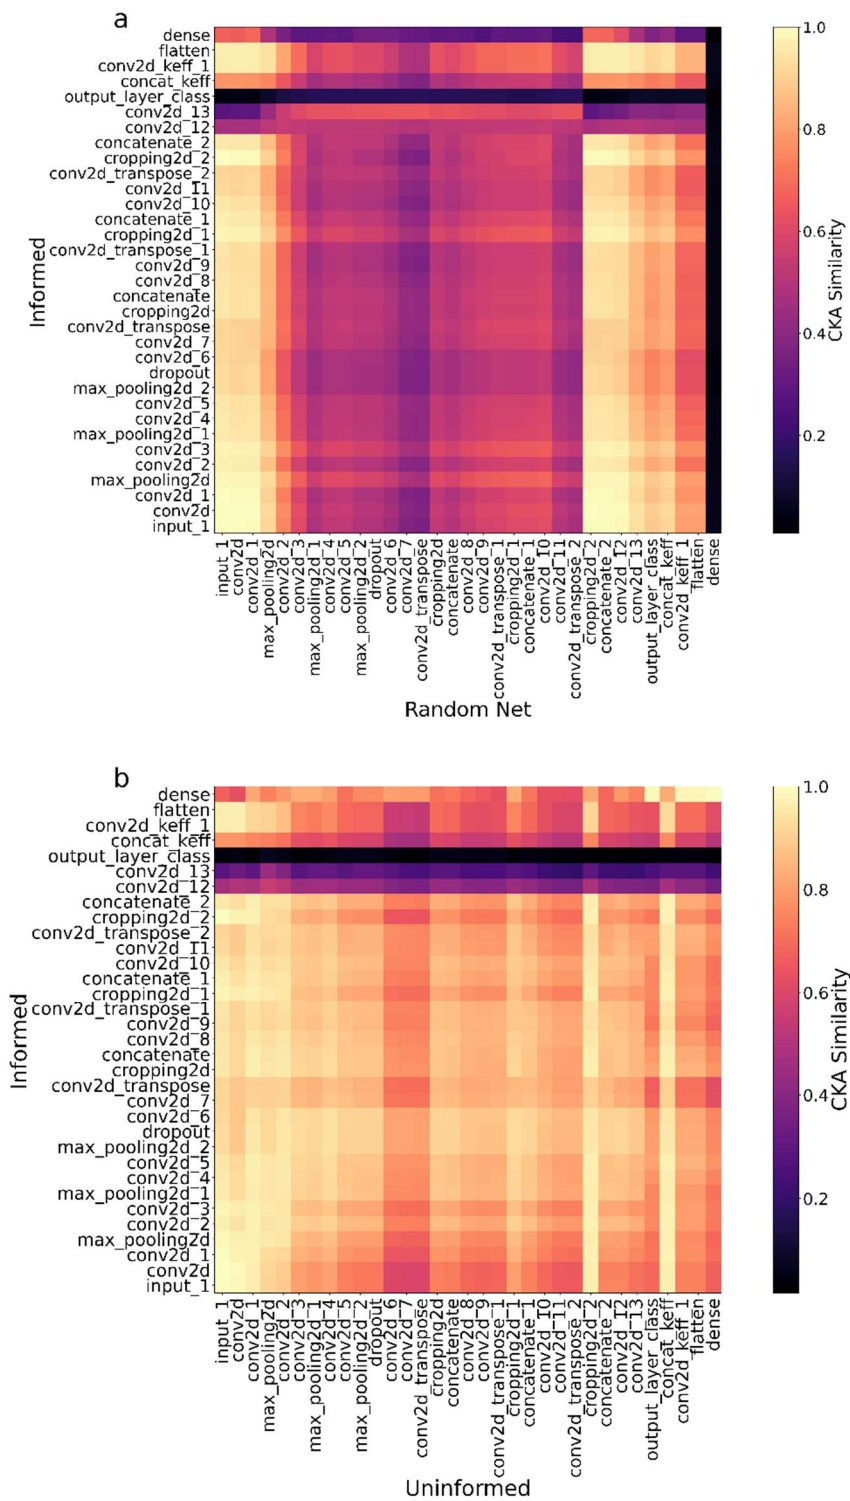 a
dense
flatten
conv2d_keff_1
concat_keff
output_layer_class
conv2d_13
conv2d_12
concatenate_2
cropping2d_2
conv2d_transpose_2
conv2d_11
conv2d_10
concatenate_1
cropping2d_1
conv2d_transpose_1
conv2d_9
conv2d_8
concatenate
cropping2d
conv2d_transpose
conv2d_7
conv2d_6
dropout
max_pooling2d_2
conv2d_5
conv2d_4
max_pooling2d_1
conv2d_3
conv2d_2
max_pooling2d
conv2d_1
conv2d
input_1
Informed
input_1
conv2d
conv2d_1
max_pooling2d
conv2d_2
conv2d_3
max_pooling2d_1
conv2d_4
conv2d_5
max_pooling2d_2
dropout
conv2d_6
conv2d_7
conv2d_transpose
cropping2d
concatenate
conv2d_8
conv2d_9
conv2d_transpose_1
cropping2d_1
concatenate_1
conv2d_10
conv2d_11
conv2d_transpose_2
cropping2d_2
concatenate_2
conv2d_12
conv2d_13
output_layer_class
concat_keff
conv2d_keff_1
flatten
dense
Random Net
1.0
0.8
0.6
0.4
0.2
CKA Similarity
b
dense
flatten
conv2d_keff_1
concat_keff
output_layer_class
conv2d_13
conv2d_12
concatenate_2
cropping2d_2
conv2d_transpose_2
conv2d_11
conv2d_10
concatenate_1
cropping2d_1
conv2d_transpose_1
conv2d_9
conv2d_8
concatenate
cropping2d
conv2d_transpose
conv2d_7
conv2d_6
dropout
max_pooling2d_2
conv2d_5
conv2d_4
max_pooling2d_1
conv2d_3
conv2d_2
max_pooling2d
conv2d_1
conv2d
input_1
Informed
input_1
conv2d
conv2d_1
max_pooling2d
conv2d_2
conv2d_3
max_pooling2d_1
conv2d_4
conv2d_5
max_pooling2d_2
dropout
conv2d_6
conv2d_7
conv2d_transpose
cropping2d
concatenate
conv2d_8
conv2d_9
conv2d_transpose_1
cropping2d_1
concatenate_1
conv2d_10
conv2d_11
conv2d_transpose_2
cropping2d_2
concatenate_2
conv2d_12
conv2d_13
output_layer_class
concat_keff
conv2d_keff_1
flatten
dense
Uninformed
1.0
0.8
0.6
0.4
0.2
CKA Similarity